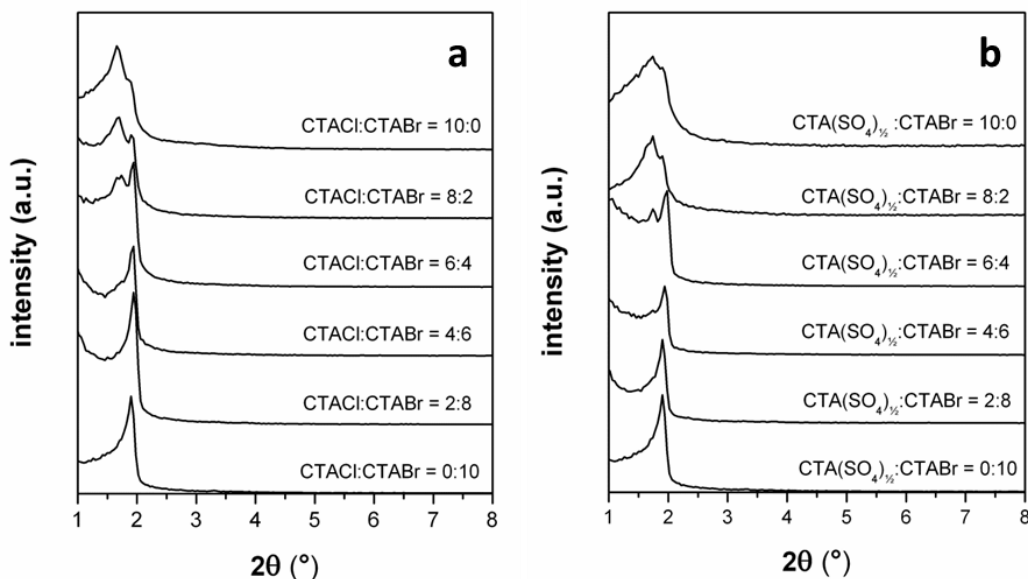 a
intensity (a.u.)
CTACl:CTABr = 10:0
CTACl:CTABr = 8:2
CTACl:CTABr = 6:4
CTACl:CTABr = 4:6
CTACl:CTABr = 2:8
CTACl:CTABr = 0:10
1 2 3 4 5 6 7 8
2θ (°)
b
intensity (a.u.)
CTA(SO₄)½ :CTABr = 10:0
CTA(SO₄)½:CTABr = 8:2
CTA(SO₄)½:CTABr = 6:4
CTA(SO₄)½:CTABr = 4:6
CTA(SO₄)½:CTABr = 2:8
CTA(SO₄)½:CTABr = 0:10
1 2 3 4 5 6 7 8
2θ (°)